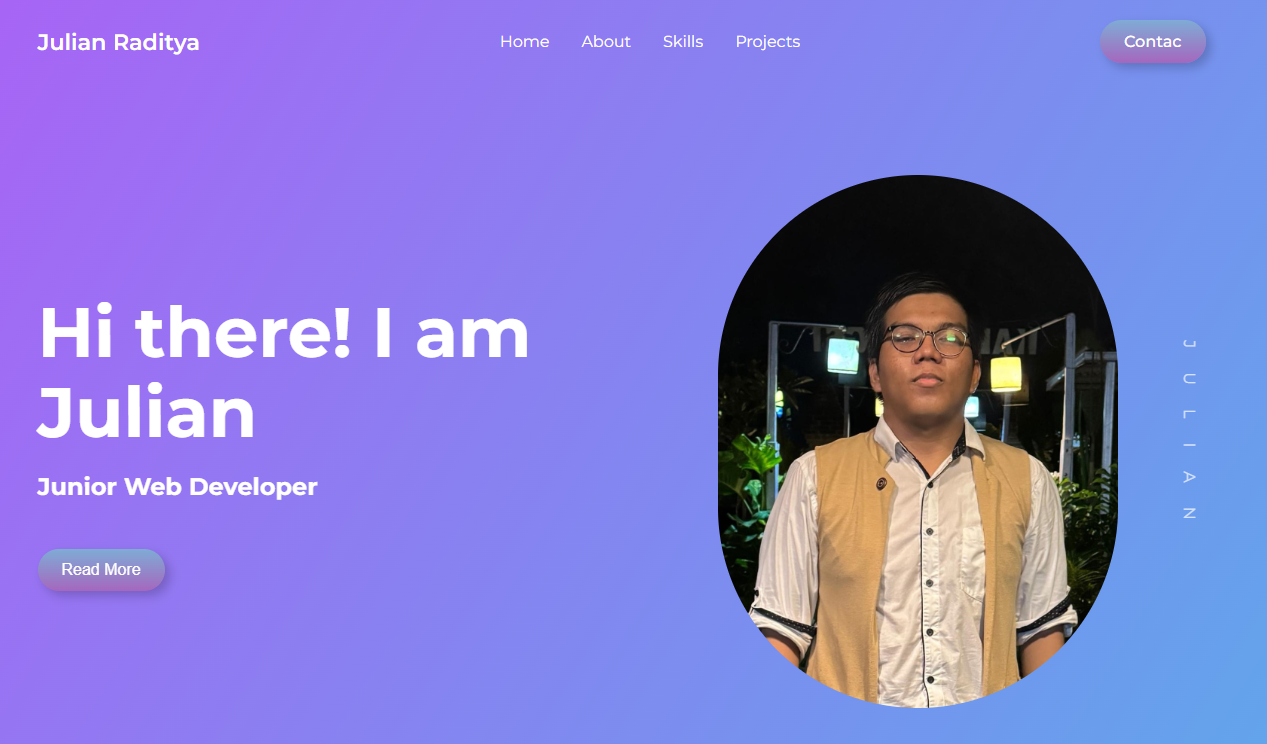 Julian Raditya
Home About Skills Projects
Contac
Hi there! I am
Julian
Junior Web Developer
Read More
JULIAN